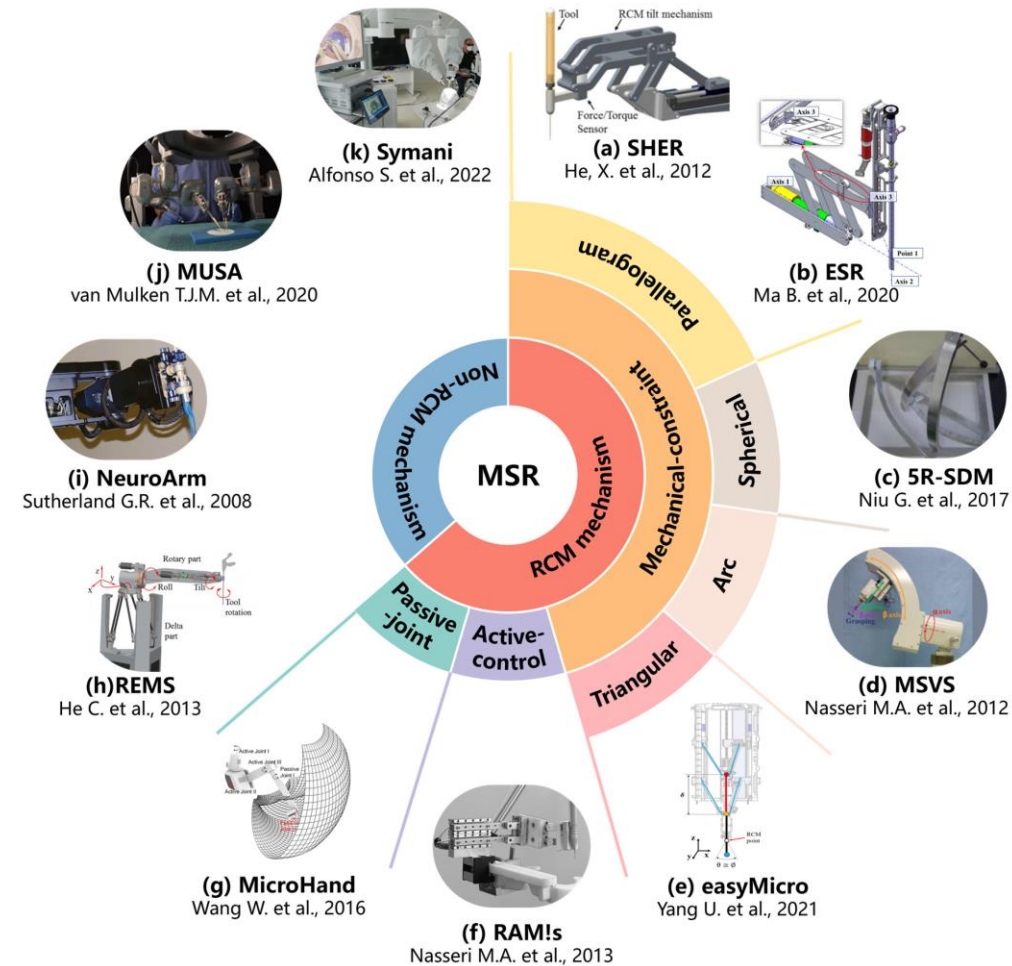 Tool
RCM tilt mechanism
Force/Torque
Sensor
(a) SHER
He, X. et al., 2012
Axis 3
Axis 1
Axis 3
Point 1
Axis 2
(b) ESR
Ma B. et al., 2020
(c) 5R-SDM
Niu G. et al., 2017
Grasping
(d) MSVS
Nasseri M.A. et al., 2012
δ
z
y
x
RCM
point
(e) easyMicro
Yang U. et al., 2021
(f) RAM!s
Nasseri M.A. et al., 2013
Active Joint I
Active Joint III
Passive
Joint I
Active Joint II
(g) MicroHand
Wang W. et al., 2016
Rotary part
z
y
x
Roll
Tilt
Tool
rotation
Delta
part
(h)REMS
He C. et al., 2013
(i) NeuroArm
Sutherland G.R. et al., 2008
(j) MUSA
van Mulken T.J.M. et al., 2020
(k) Symani
Alfonso S. et al., 2022
MSR
Non-RCM mechanism
RCM mechanism
Mechanical-constraint
Parallelogram
Spherical
Arc
Triangular
Active-
control
Passive
-joint